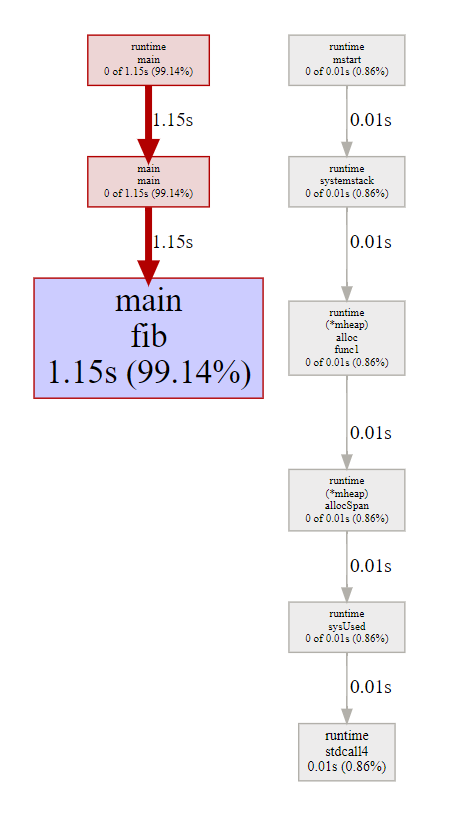 runtime
main
0 of 1.15s (99.14%)
1.15s
main
main
0 of 1.15s (99.14%)
1.15s
main
fib
1.15s (99.14%)
runtime
mstart
0 of 0.01s (0.86%)
0.01s
runtime
systemstack
0 of 0.01s (0.86%)
0.01s
runtime
(*mheap)
alloc
func1
0 of 0.01s (0.86%)
0.01s
runtime
(*mheap)
allocSpan
0 of 0.01s (0.86%)
0.01s
runtime
sysUsed
0 of 0.01s (0.86%)
0.01s
runtime
stdcall4
0.01s (0.86%)